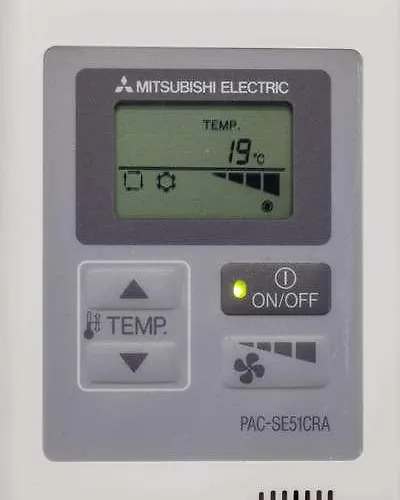 MITSUBISHI ELECTRIC
TEMP.
19°C
ON/OFF
TEMP.
PAC-SE51CRA